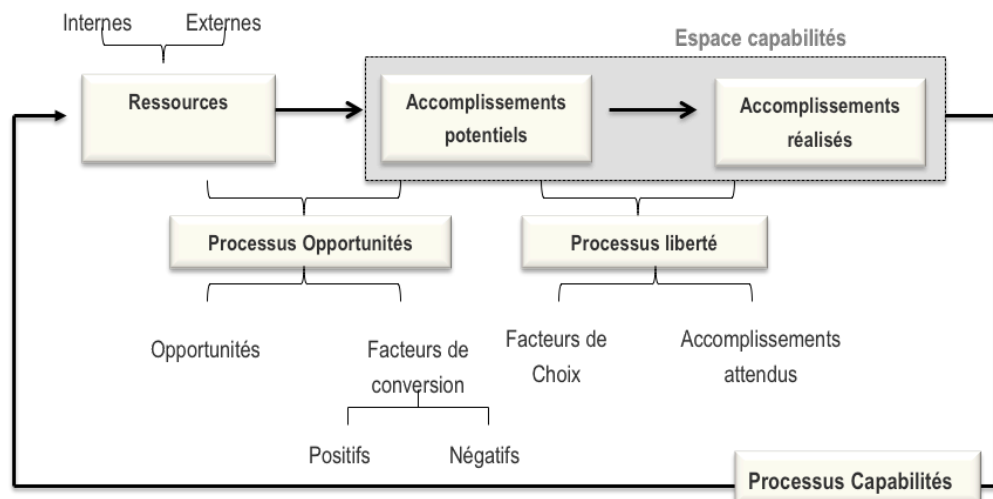 Internes
Externes
Espace capabilités
Ressources
Accomplissements
potentiels
Accomplissements
réalisés
Processus Opportunités
Processus liberté
Opportunités
Facteurs de
conversion
Facteurs de
Choix
Accomplissements
attendus
Positifs
Négatifs
Processus Capabilités